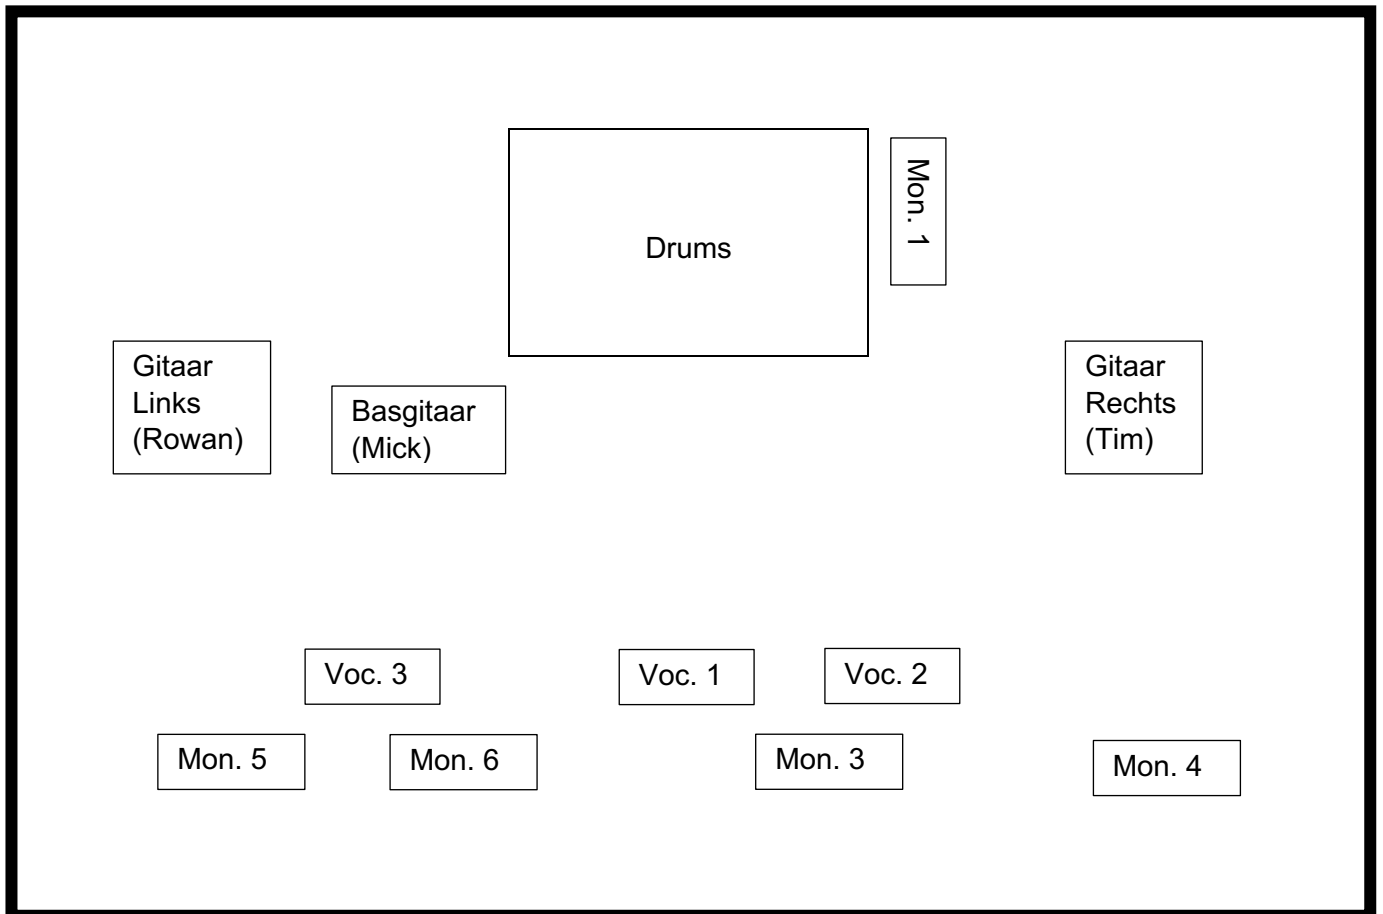 Drums
Mon. 1
Gitaar
Links
(Rowan)
Basgitaar
(Mick)
Gitaar
Rechts
(Tim)
Voc. 3
Voc. 1
Voc. 2
Mon. 5
Mon. 6
Mon. 3
Mon. 4